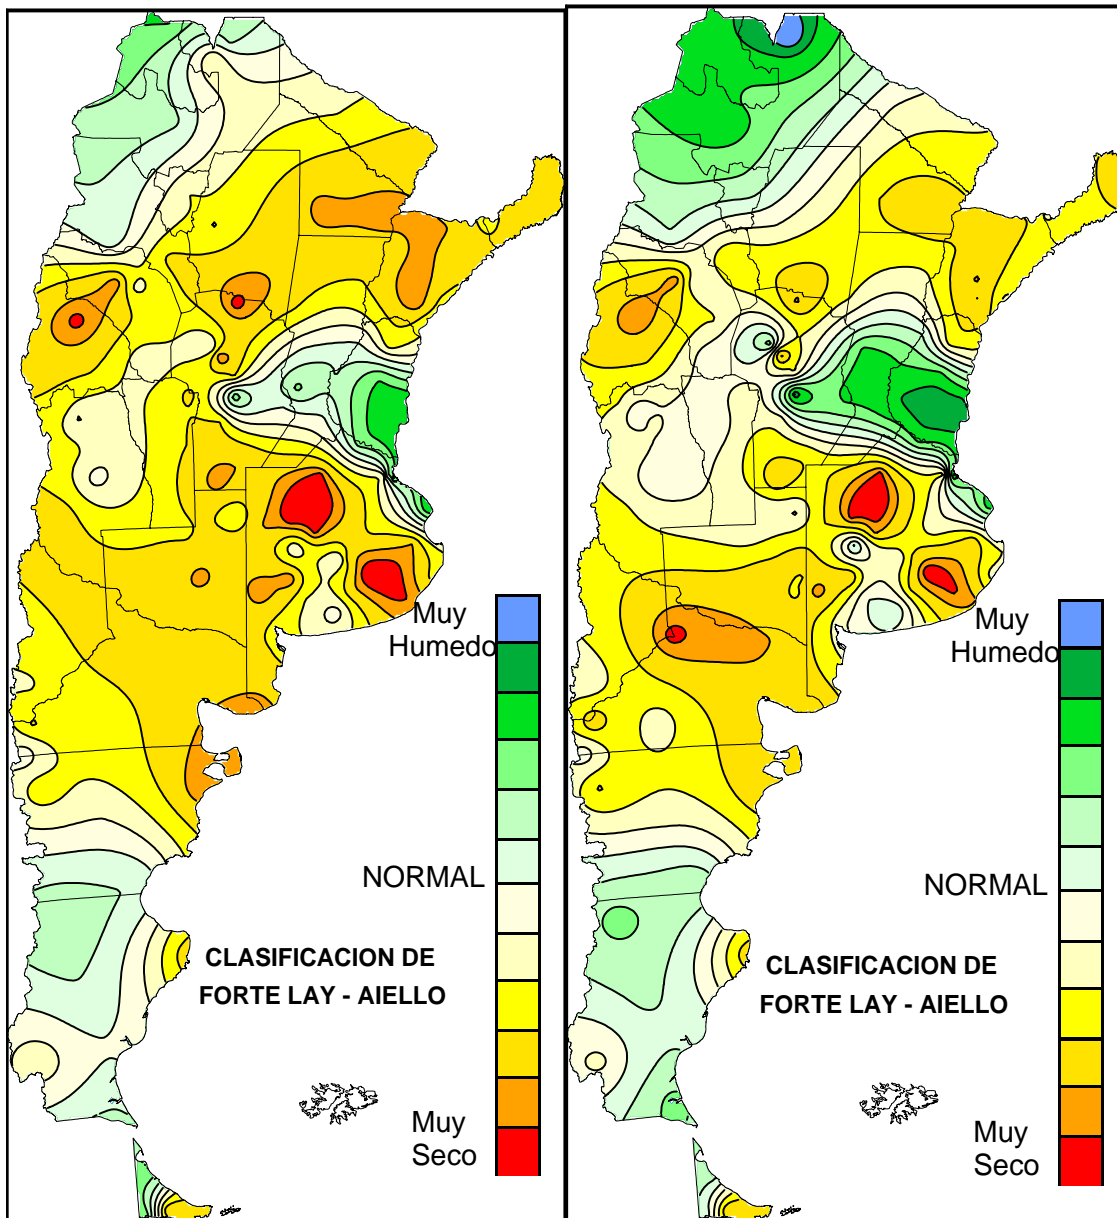 Muy
Humedo
NORMAL
CLASIFICACION DE
FORTE LAY - AIELLO
Muy
Seco
Muy
Humedo
NORMAL
CLASIFICACION DE
FORTE LAY - AIELLO
Muy
Seco